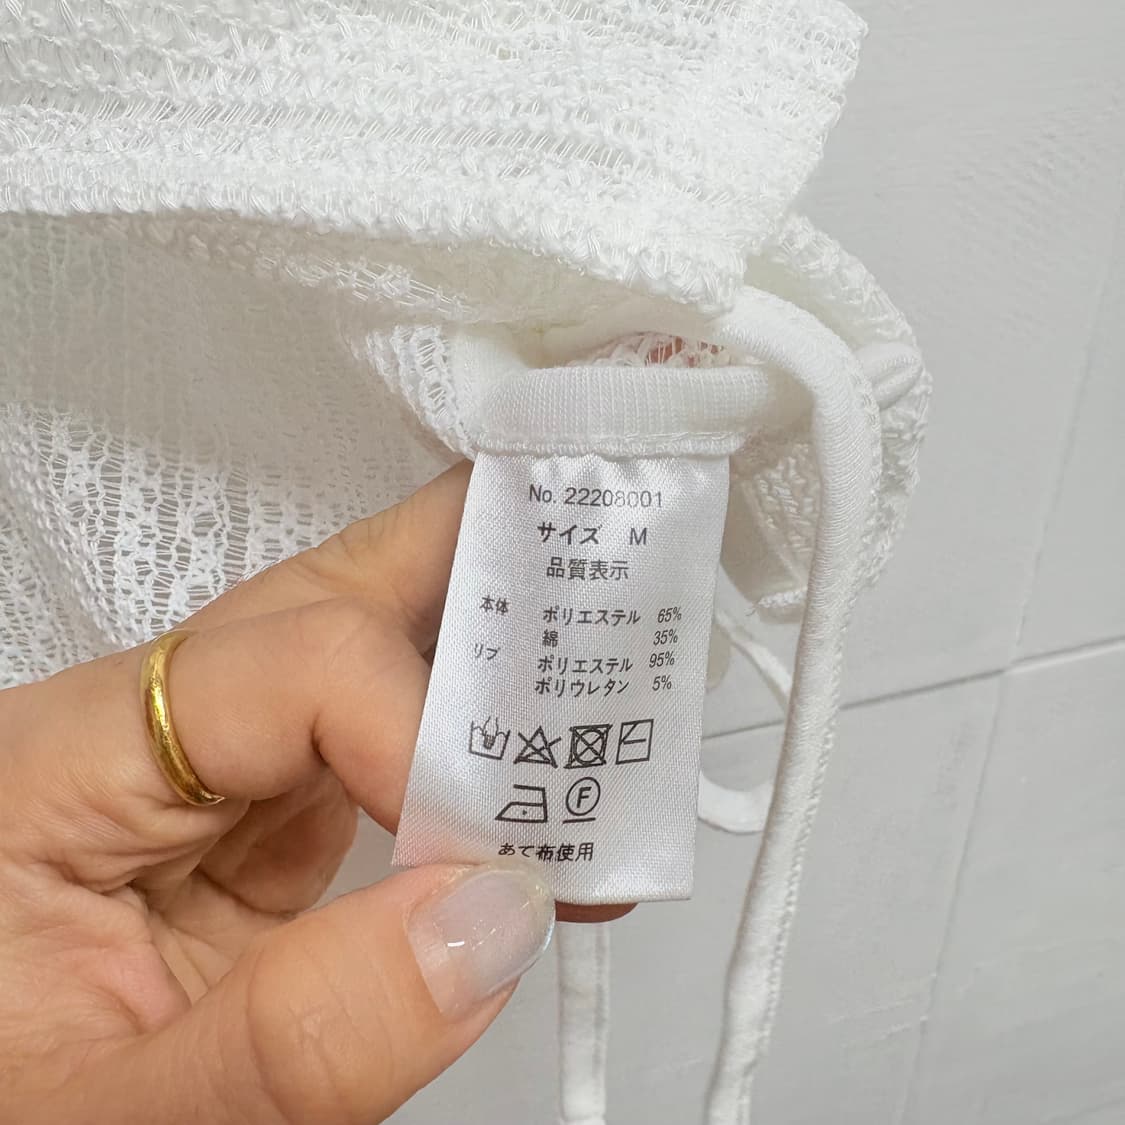 No. 22208001
サイズ M
品質表示
本体 ポリエステル 65%
綿 35%
リブ ポリエステル 95%
ポリウレタン 5%
F
あて布使用